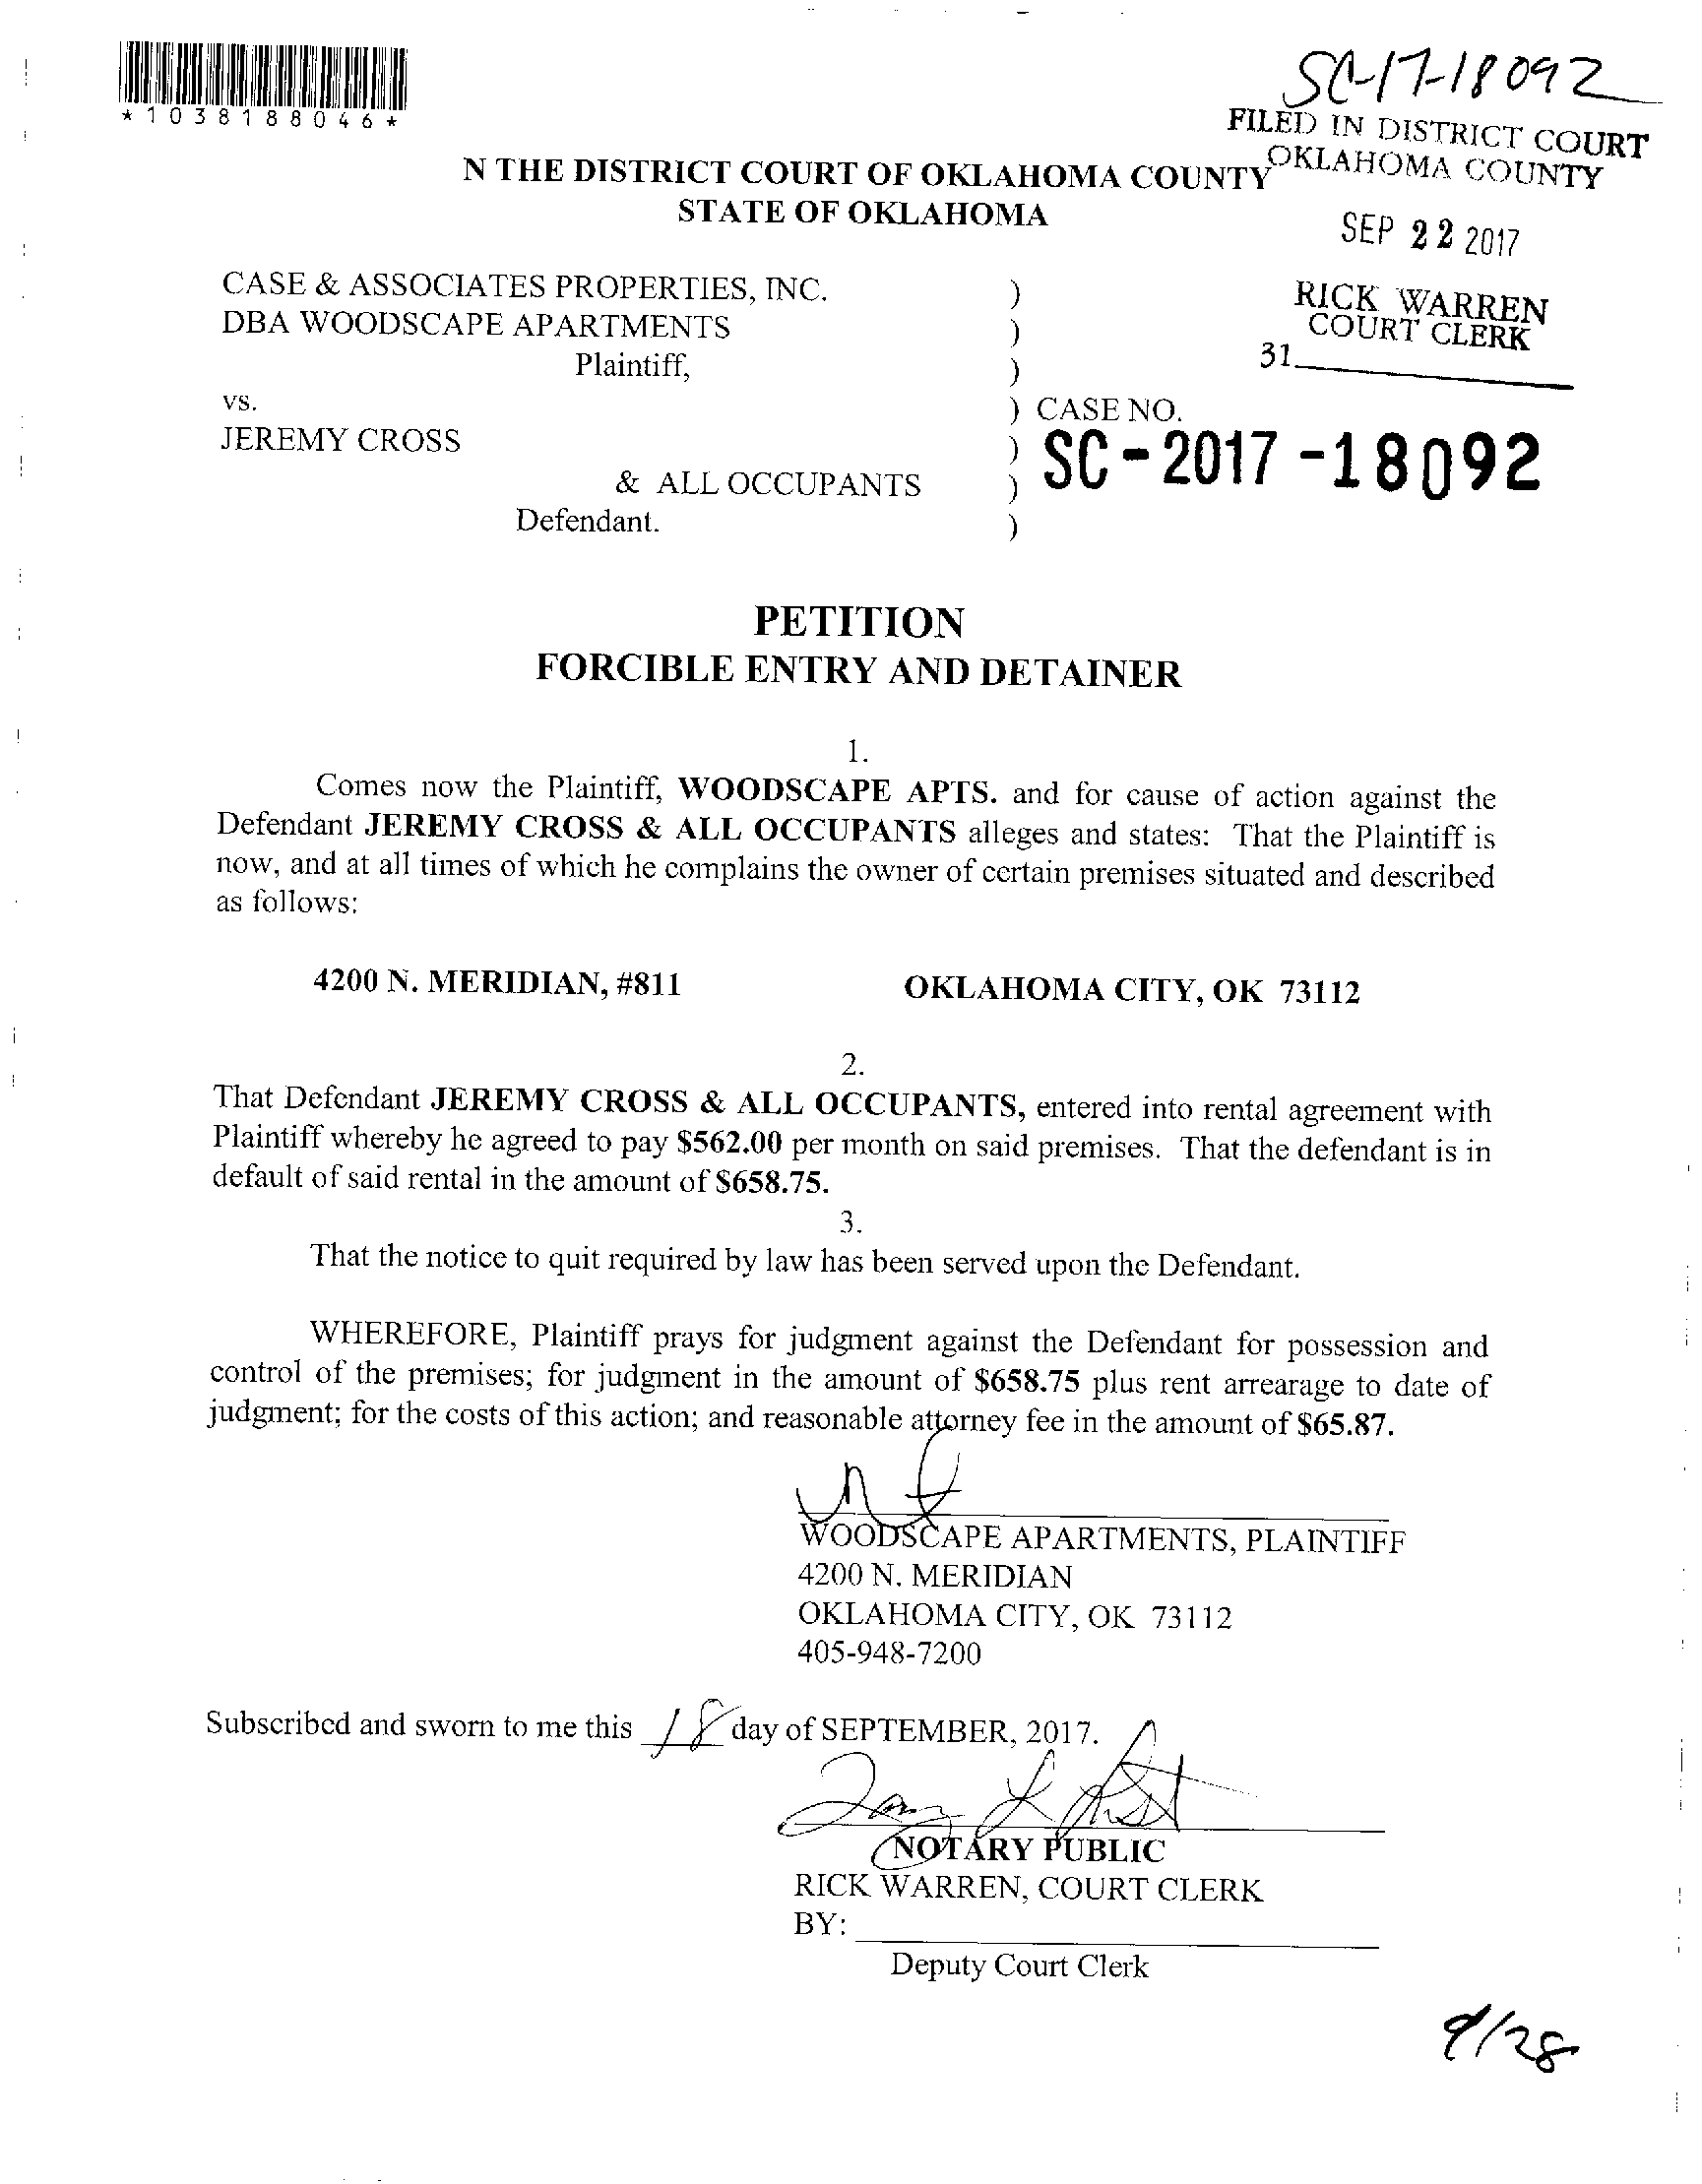 *1038188046*
SC-17-18092
FILED IN DISTRICT COURT
OKLAHOMA COUNTY
N THE DISTRICT COURT OF OKLAHOMA COUNTY
STATE OF OKLAHOMA
SEP 22 2017
RICK WARREN
COURT CLERK
31
CASE & ASSOCIATES PROPERTIES, INC. )
DBA WOODSCAPE APARTMENTS )
Plaintiff, )
vs. ) CASE NO.
JEREMY CROSS ) SC-2017-18092
& ALL OCCUPANTS )
Defendant. )
PETITION
FORCIBLE ENTRY AND DETAINER
1.
Comes now the Plaintiff, WOODSCAPE APTS. and for cause of action against the
Defendant JEREMY CROSS & ALL OCCUPANTS alleges and states: That the Plaintiff is
now, and at all times of which he complains the owner of certain premises situated and described
as follows:
4200 N. MERIDIAN, #811 OKLAHOMA CITY, OK 73112
2.
That Defendant JEREMY CROSS & ALL OCCUPANTS, entered into rental agreement with
Plaintiff whereby he agreed to pay $562.00 per month on said premises. That the defendant is in
default of said rental in the amount of $658.75.
3.
That the notice to quit required by law has been served upon the Defendant.
WHEREFORE, Plaintiff prays for judgment against the Defendant for possession and
control of the premises; for judgment in the amount of $658.75 plus rent arrearage to date of
judgment; for the costs of this action; and reasonable attorney fee in the amount of $65.87.
WOODSCAPE APARTMENTS, PLAINTIFF
4200 N. MERIDIAN
OKLAHOMA CITY, OK 73112
405-948-7200
Subscribed and sworn to me this 18 day of SEPTEMBER, 2017.
NOTARY PUBLIC
RICK WARREN, COURT CLERK
BY:
Deputy Court Clerk
9/28